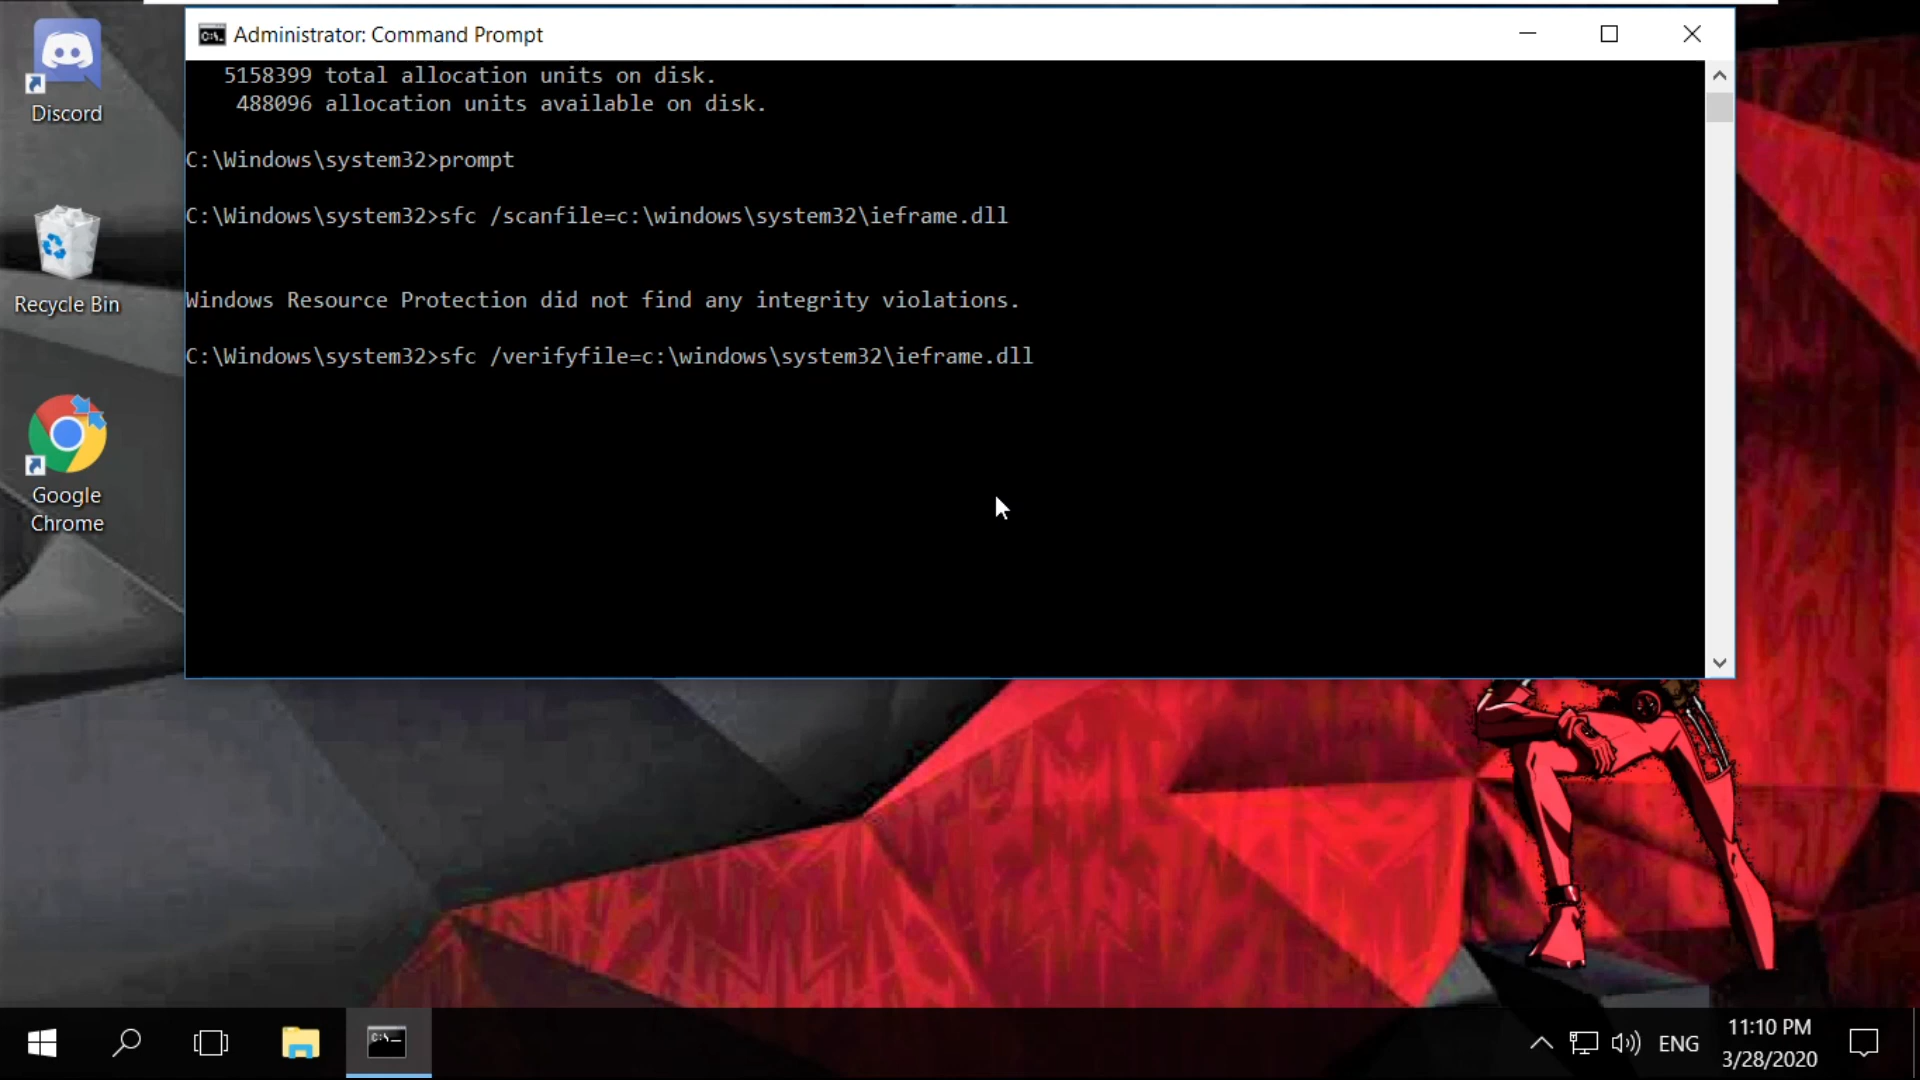 Administrator: Command Prompt
5158399 total allocation units on disk.
488096 allocation units available on disk.
C:\Windows\system32>prompt
C:\Windows\system32>sfc /scanfile=c:\windows\system32\ieframe.dll
Windows Resource Protection did not find any integrity violations.
C:\Windows\system32>sfc /verifyfile=c:\windows\system32\ieframe.dll
Discord
Recycle Bin
Google
Chrome
ENG
11:10 PM
3/28/2020